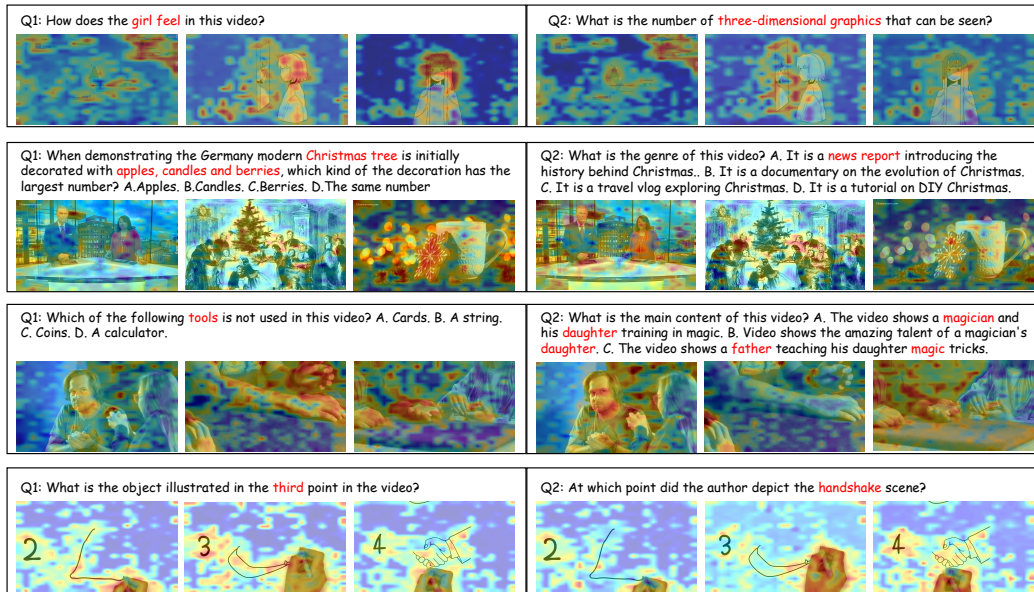 Q1: How does the girl feel in this video?
Q2: What is the number of three-dimensional graphics that can be seen?
Q1: When demonstrating the Germany modern Christmas tree is initially
decorated with apples, candles and berries, which kind of the decoration has the
largest number? A.Apples. B.Candles. C.Berries. D.The same number
Q2: What is the genre of this video? A. It is a news report introducing the
history behind Christmas.. B. It is a documentary on the evolution of Christmas.
C. It is a travel vlog exploring Christmas. D. It is a tutorial on DIY Christmas.
Q1: Which of the following tools is not used in this video? A. Cards. B. A string.
C. Coins. D. A calculator.
Q2: What is the main content of this video? A. The video shows a magician and
his daughter training in magic. B. Video shows the amazing talent of a magician's
daughter. C. The video shows a father teaching his daughter magic tricks.
Q1: What is the object illustrated in the third point in the video?
2
3
4
Q2: At which point did the author depict the handshake scene?
2
3
4